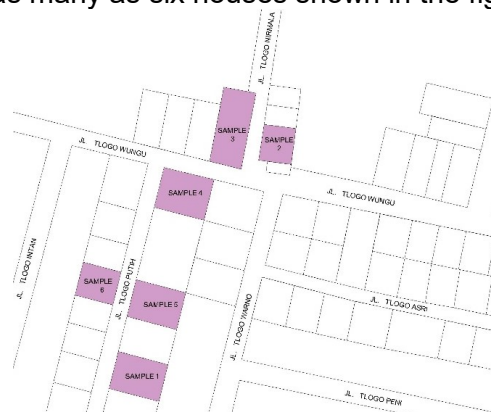 as many as six houses shown in the fig
JL. TLOGO NIRMALA
SAMPLE
3
SAMPLE
2
JL. TLOGO WUNGU
SAMPLE 4
JL. TLOGO WUNGU
JL. TLOGO INTAN
SAMPLE
6
JL. TLOGO PUTIH
SAMPLE 5
JL. TLOGO WARNO
JL. TLOGO ASRI
SAMPLE 1
JL. TLOGO PENI